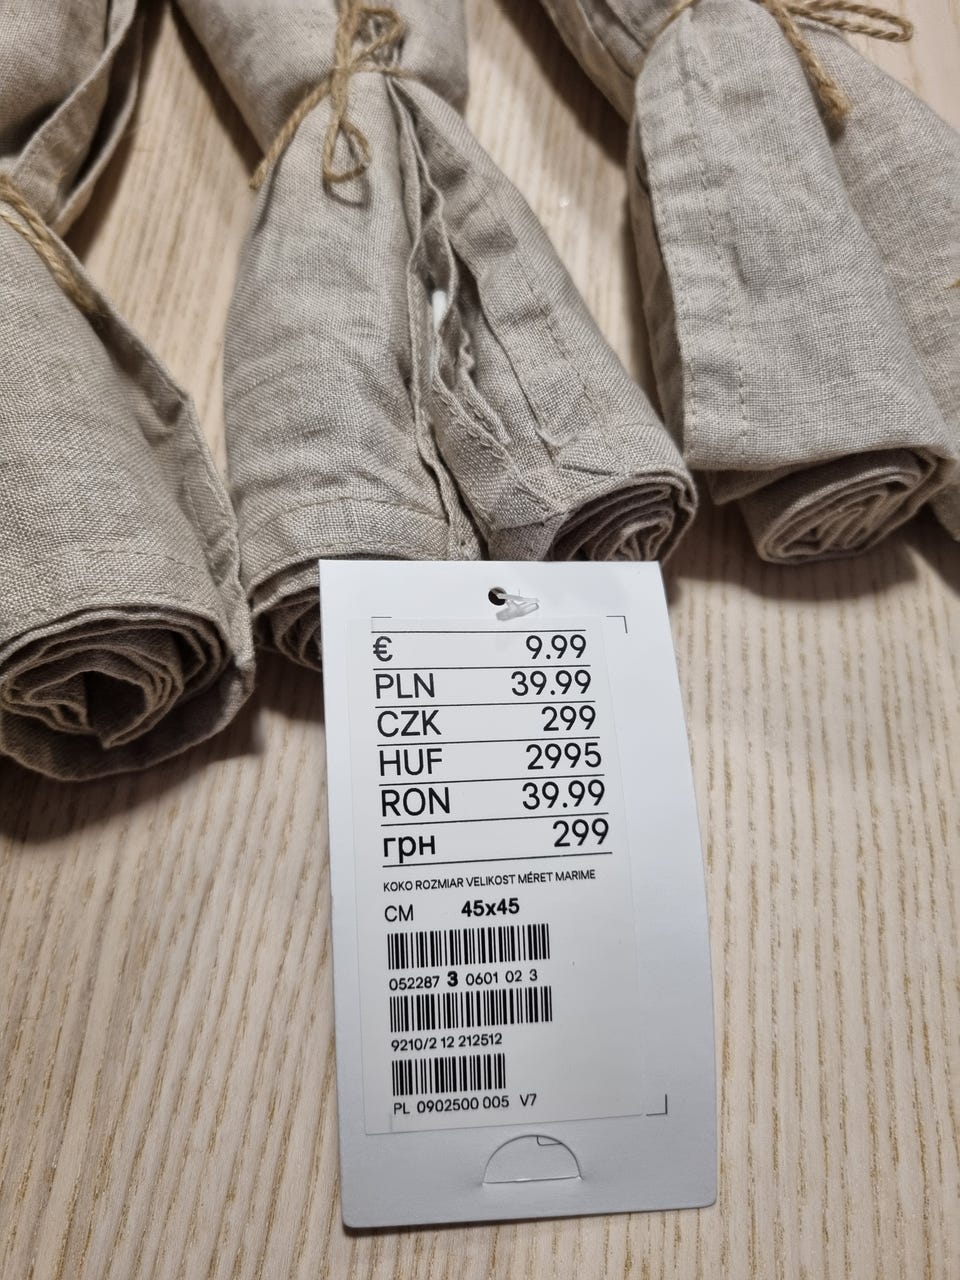 € 9.99
PLN 39.99
CZK 299
HUF 2995
RON 39.99
грн 299
KOKO ROZMIAR VELIKOST MÉRET MARIME
CM 45x45
052287 3 0601 02 3
9210/2 12 212512
PL 0902500 005 V7